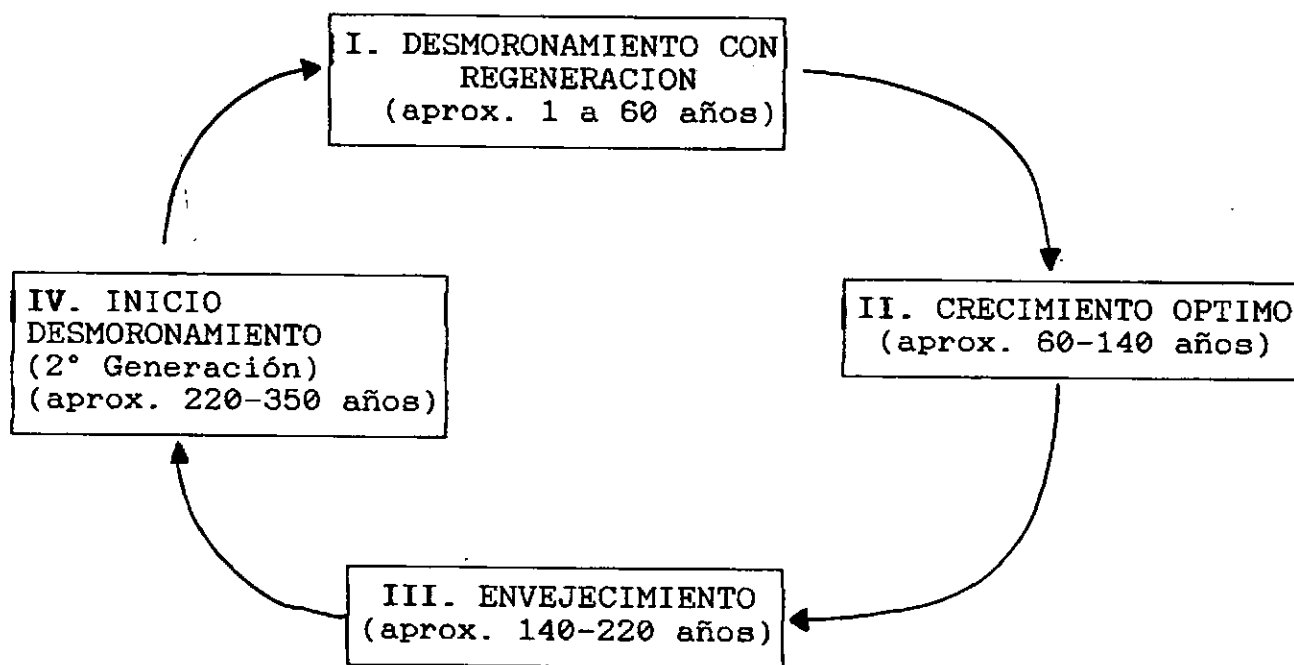 I. DESMORONAMIENTO CON
REGENERACION
(aprox. 1 a 60 años)
II. CRECIMIENTO OPTIMO
(aprox. 60-140 años)
III. ENVEJECIMIENTO
(aprox. 140-220 años)
IV. INICIO
DESMORONAMIENTO
(2° Generación)
(aprox. 220-350 años)